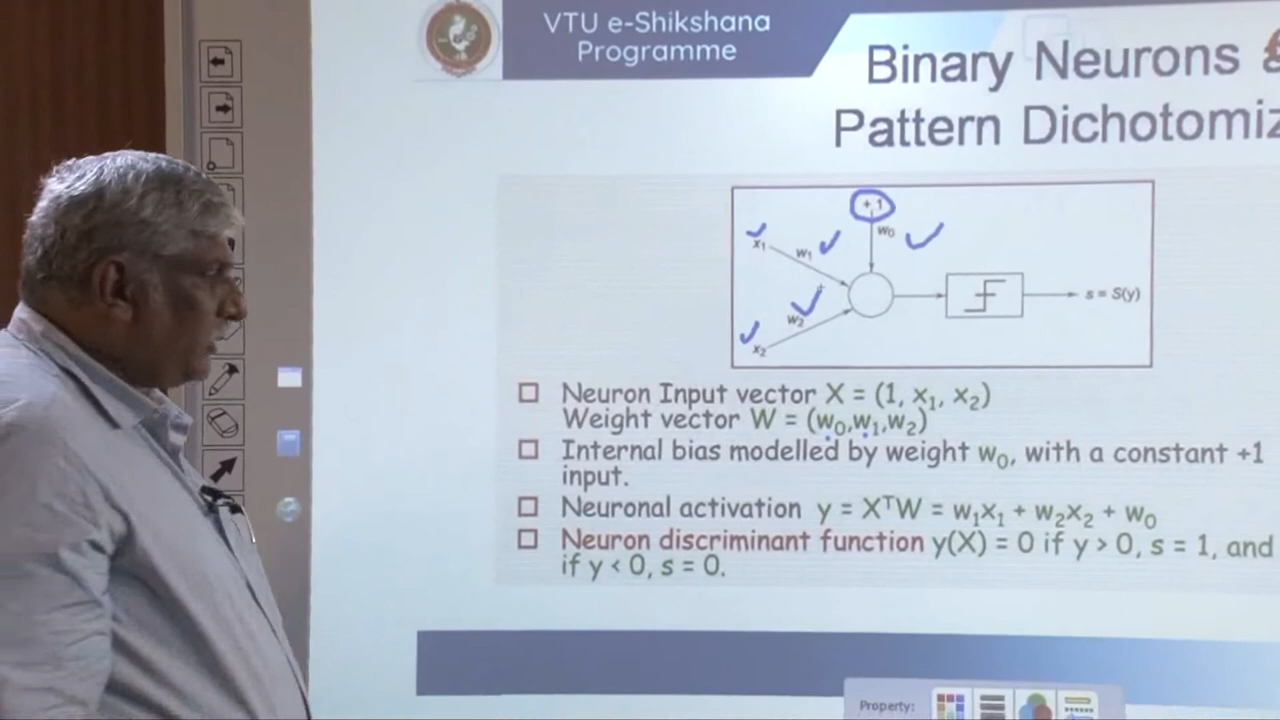 VTU e-Shikshana
Programme
Binary Neurons
Pattern
+1
x₁
w₁
w₀
w₂
x₂
s = S(y)
☐ Neuron Input vector X = (1, x₁, x₂)
Weight vector W = (w₀,w₁,w₂)
☐ Internal bias modelled by weight w₀, with a constant +1
input.
☐ Neuronal activation y = XᵀW = w₁x₁ + w₂x₂ + w₀
☐ Neuron discriminant function y(X) = 0 if y > 0, s = 1, and
if y < 0, s = 0.
Property: